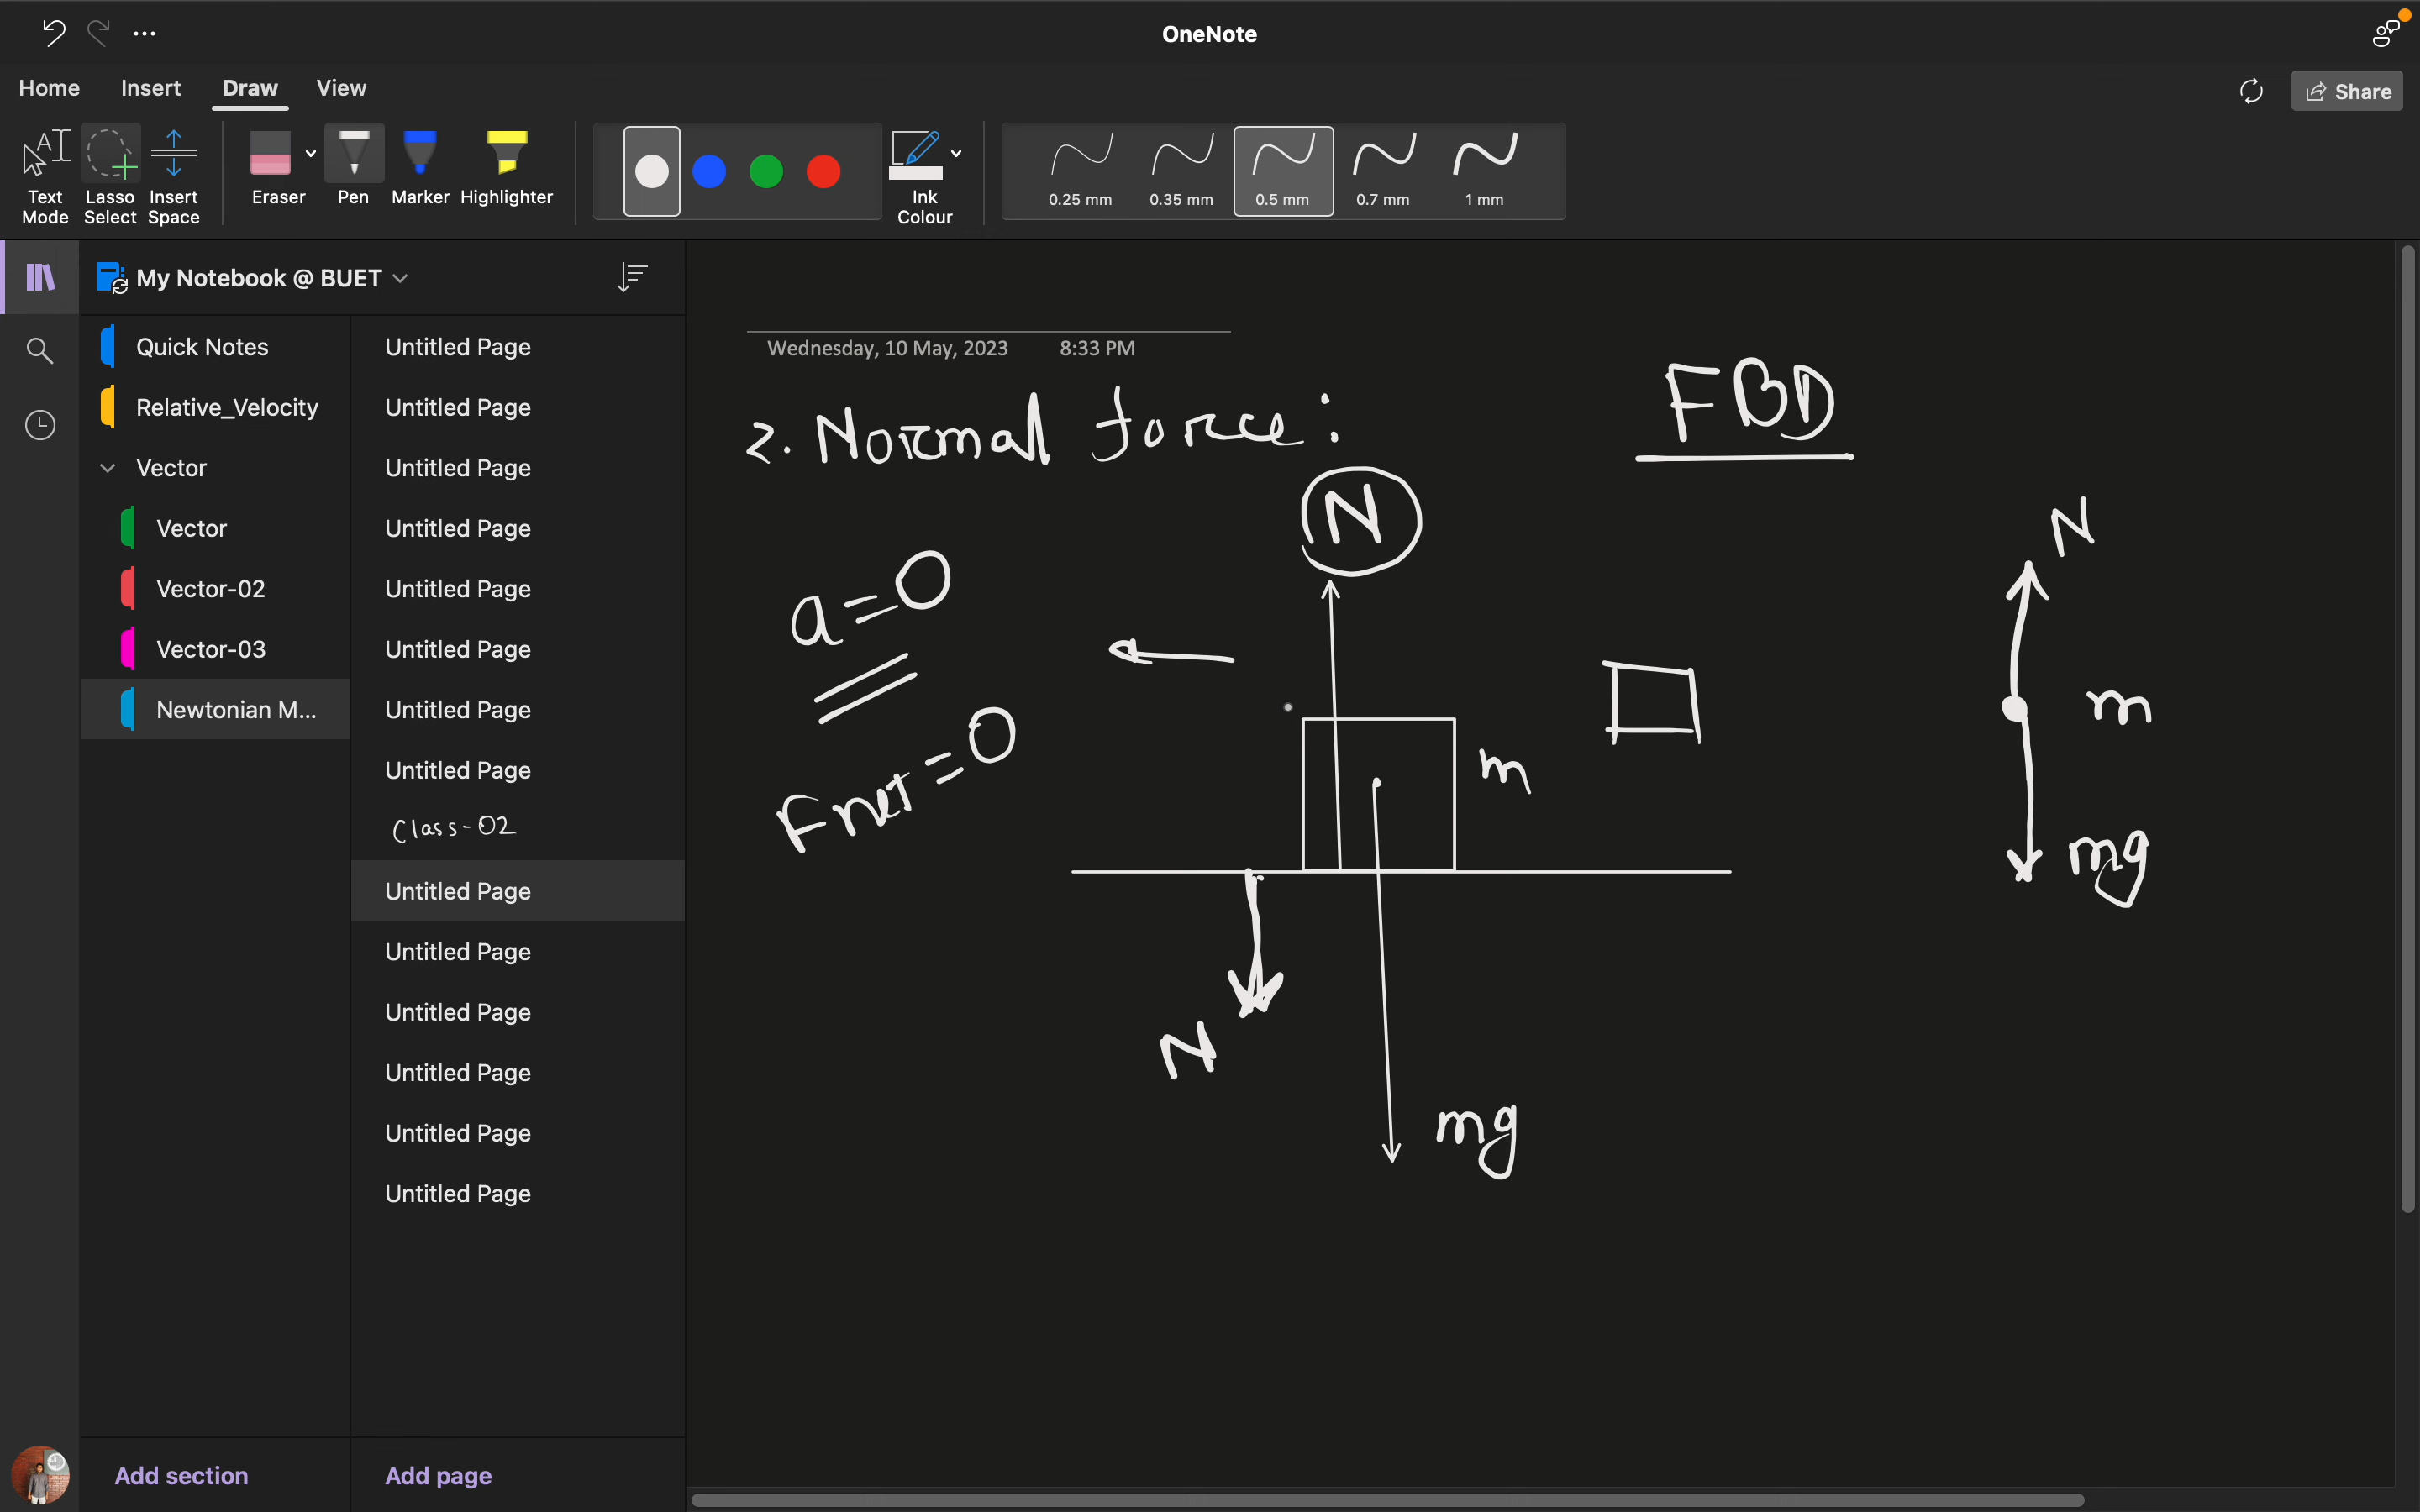 OneNote
Home Insert Draw View
Share
Text Mode
Lasso Select
Insert Space
Eraser
Pen
Marker
Highlighter
Ink Colour
0.25 mm
0.35 mm
0.5 mm
0.7 mm
1 mm
My Notebook @ BUET
Quick Notes
Relative_Velocity
Vector
Vector
Vector-02
Vector-03
Newtonian M...
Add section
Untitled Page
Untitled Page
Untitled Page
Untitled Page
Untitled Page
Untitled Page
Untitled Page
Untitled Page
Class-02
Untitled Page
Untitled Page
Untitled Page
Untitled Page
Untitled Page
Untitled Page
Add page
Wednesday, 10 May, 2023 8:33 PM
2. Normal force:
FBD
N
a=0
Fnet=0
m
N
mg
N
m
mg